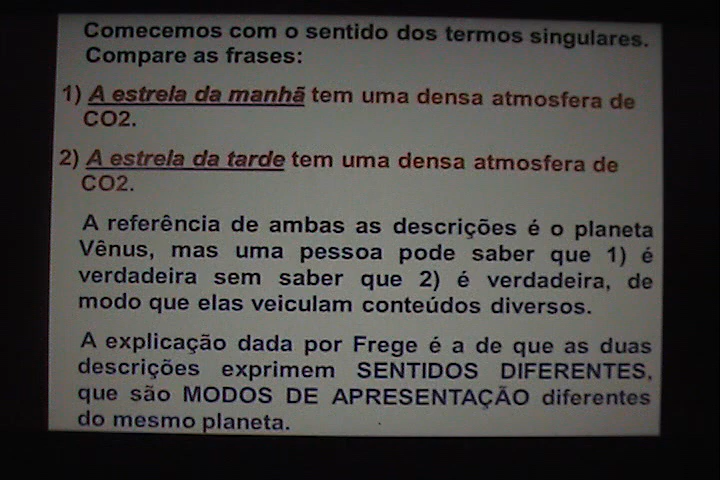 Comecemos com o sentido dos termos singulares.
Compare as frases:
1) A estrela da manhã tem uma densa atmosfera de
CO2.
2) A estrela da tarde tem uma densa atmosfera de
CO2.
A referência de ambas as descrições é o planeta
Vênus, mas uma pessoa pode saber que 1) é
verdadeira sem saber que 2) é verdadeira, de
modo que elas veiculam conteúdos diversos.
A explicação dada por Frege é a de que as duas
descrições exprimem SENTIDOS DIFERENTES,
que são MODOS DE APRESENTAÇÃO diferentes
do mesmo planeta.